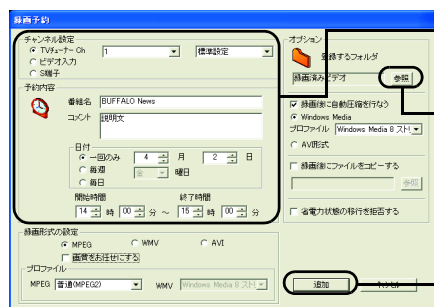 録画予約
チャンネル設定
TVチューナー Ch 1 標準設定
ビデオ入力
S端子
予約内容
番組名 BUFFALO News
コメント 説明文
日付
一回のみ 4 月 2 日
毎週 金 曜日
毎日
開始時間 終了時間
14 時 00 分 ～ 15 時 00 分
録画形式の設定
MPEG WMV AVI
画質をお任せにする
プロファイル
MPEG 普通(MPEG2) WMV Windows Media 8 ストリ
オプション
登録するフォルダ
録画済みビデオ 参照
録画後に自動圧縮を行なう
Windows Media
プロファイル Windows Media 8 ストリ
AVI形式
録画後にファイルをコピーする
参照
省電力状態の移行を拒否する
追加 キャンセル